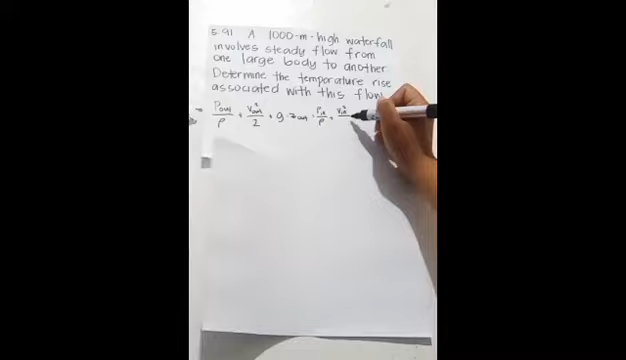 5.91 A 1000-m-high waterfall
involves steady flow from
one large body to another
Determine the temperature rise
associated with this flow
Pout/ρ + Vout²/2 + g zout = Pin/ρ + Vin²